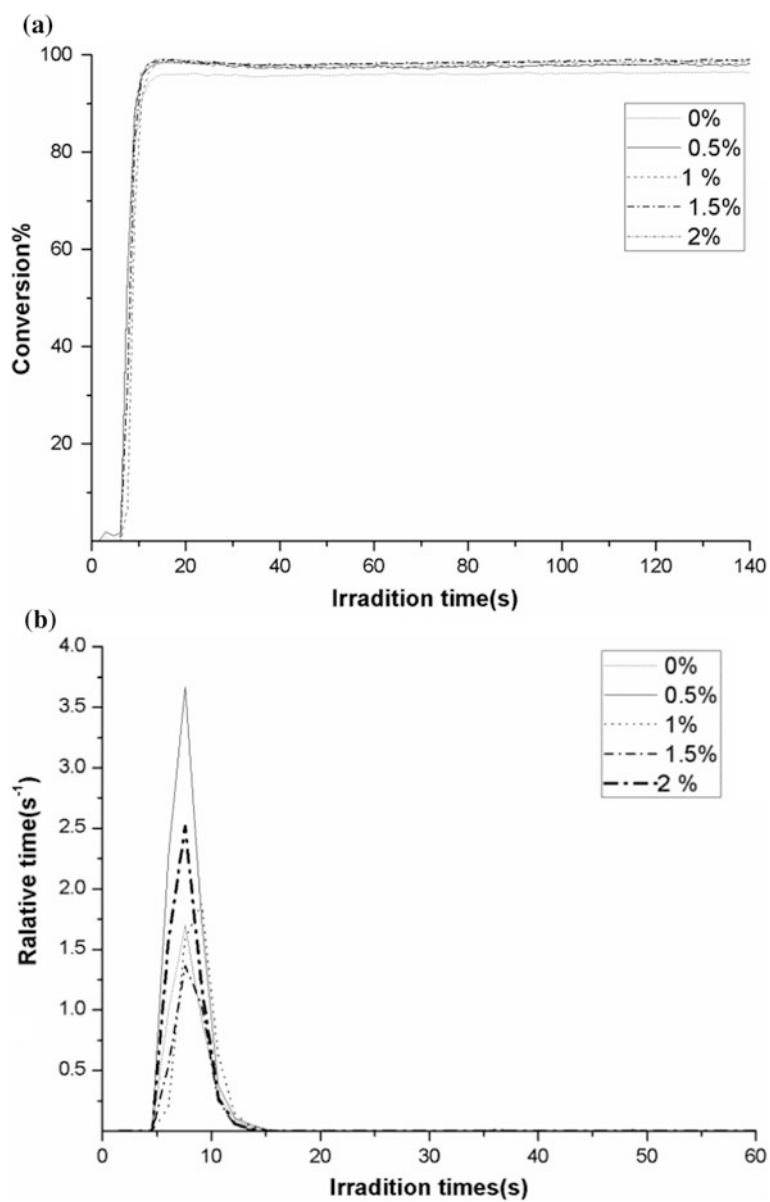 (a)
100
80
60
40
20
Conversion%
0%
0.5%
1 %
1.5%
2%
0 20 40 60 80 100 120 140
Irradition time(s)
(b)
4.0
3.5
3.0
2.5
2.0
1.5
1.0
0.5
Ralative time(s⁻¹)
0%
0.5%
1%
1.5%
2 %
0 10 20 30 40 50 60
Irradition times(s)